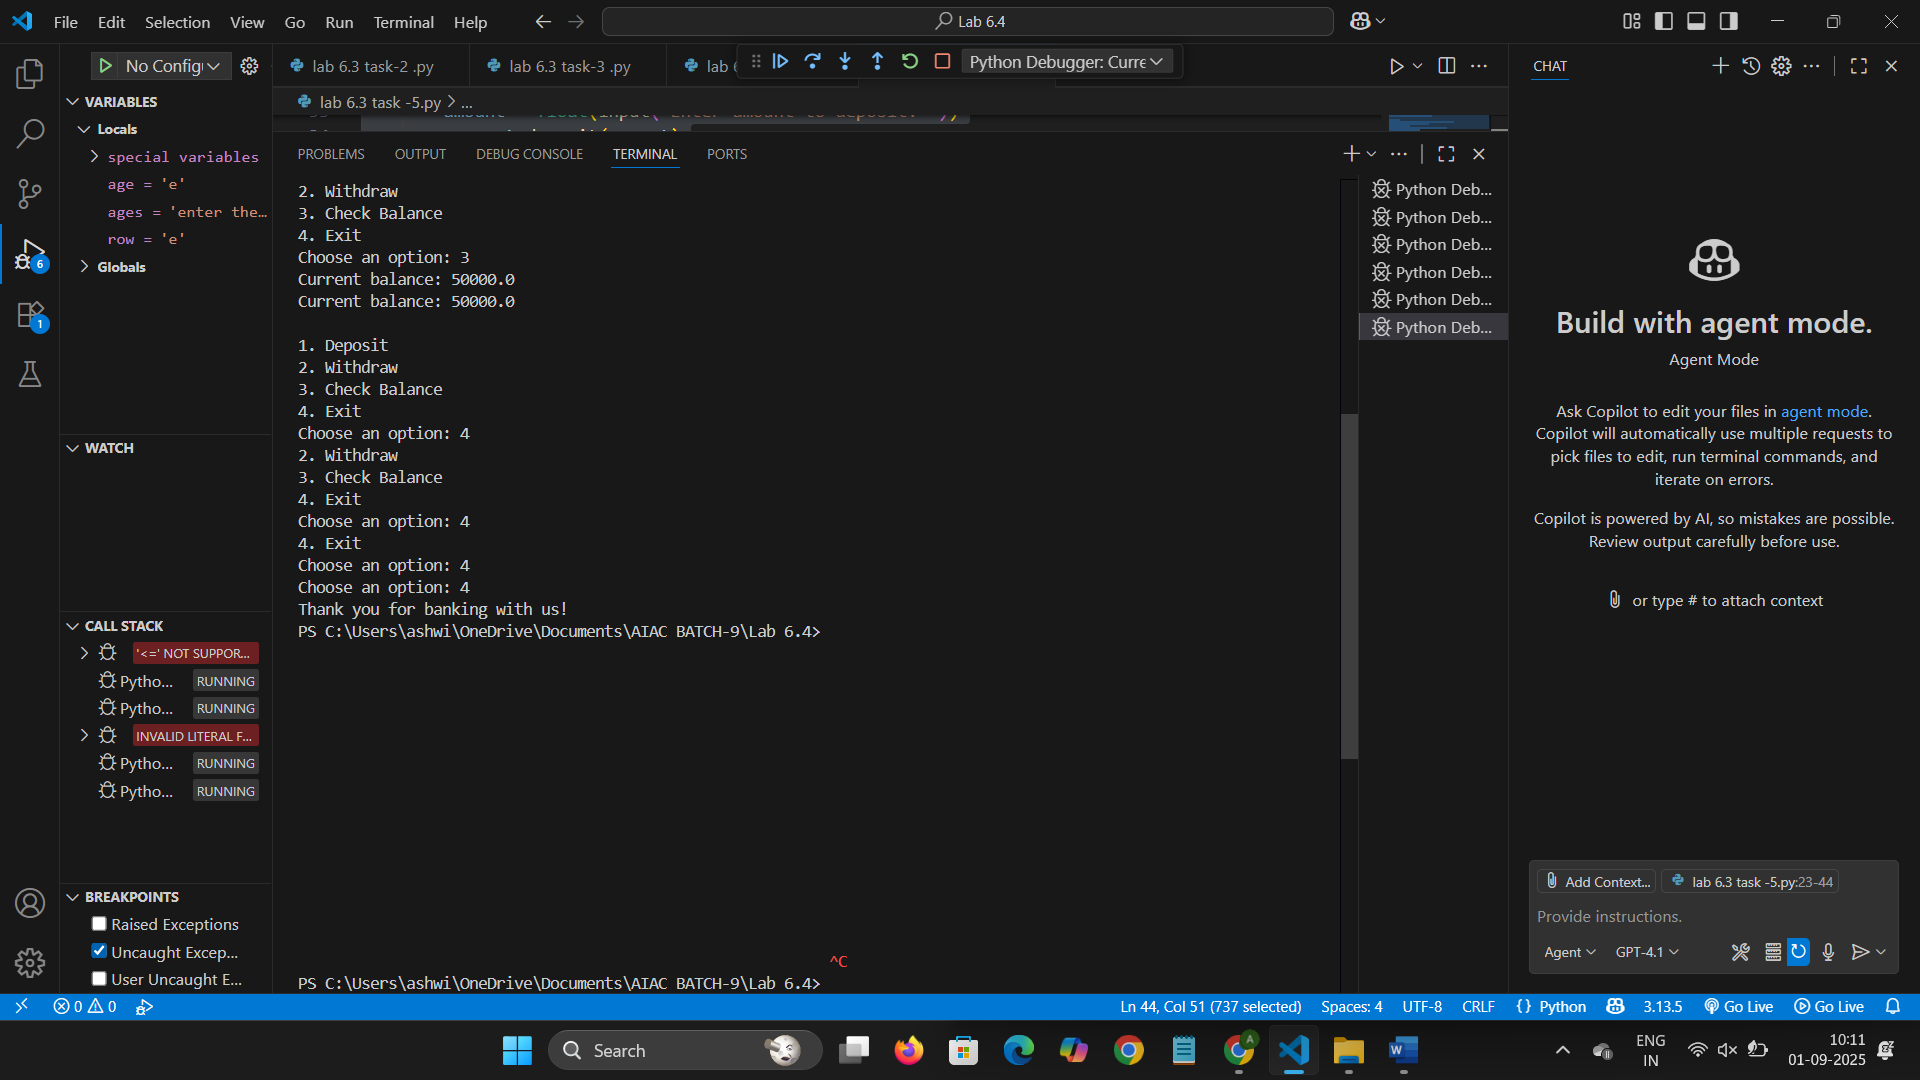 File Edit Selection View Go Run Terminal Help
Lab 6.4
No Config
lab 6.3 task-2 .py
lab 6.3 task-3 .py
lab 6
Python Debugger: Curre
CHAT
lab 6.3 task -5.py > ...
VARIABLES
Locals
special variables
age = 'e'
ages = 'enter the…
row = 'e'
Globals
WATCH
CALL STACK
'<=' NOT SUPPOR...
Pytho... RUNNING
Pytho... RUNNING
INVALID LITERAL F...
Pytho... RUNNING
Pytho... RUNNING
BREAKPOINTS
Raised Exceptions
Uncaught Excep...
User Uncaught E...
6
1
PROBLEMS OUTPUT DEBUG CONSOLE TERMINAL PORTS
2. Withdraw
3. Check Balance
4. Exit
Choose an option: 3
Current balance: 50000.0
Current balance: 50000.0
1. Deposit
2. Withdraw
3. Check Balance
4. Exit
Choose an option: 4
2. Withdraw
3. Check Balance
4. Exit
Choose an option: 4
4. Exit
Choose an option: 4
Choose an option: 4
Thank you for banking with us!
PS C:\Users\ashwi\OneDrive\Documents\AIAC BATCH-9\Lab 6.4>
^C
PS C:\Users\ashwi\OneDrive\Documents\AIAC BATCH-9\Lab 6.4>
Python Deb...
Python Deb...
Python Deb...
Python Deb...
Python Deb...
Python Deb...
Build with agent mode.
Agent Mode
Ask Copilot to edit your files in agent mode.
Copilot will automatically use multiple requests to
pick files to edit, run terminal commands, and
iterate on errors.
Copilot is powered by AI, so mistakes are possible.
Review output carefully before use.
or type # to attach context
Add Context... lab 6.3 task -5.py:23-44
Provide instructions.
Agent GPT-4.1
0 0
Ln 44, Col 51 (737 selected) Spaces: 4 UTF-8 CRLF {} Python 3.13.5 Go Live Go Live
Search
ENG
IN
10:11
01-09-2025